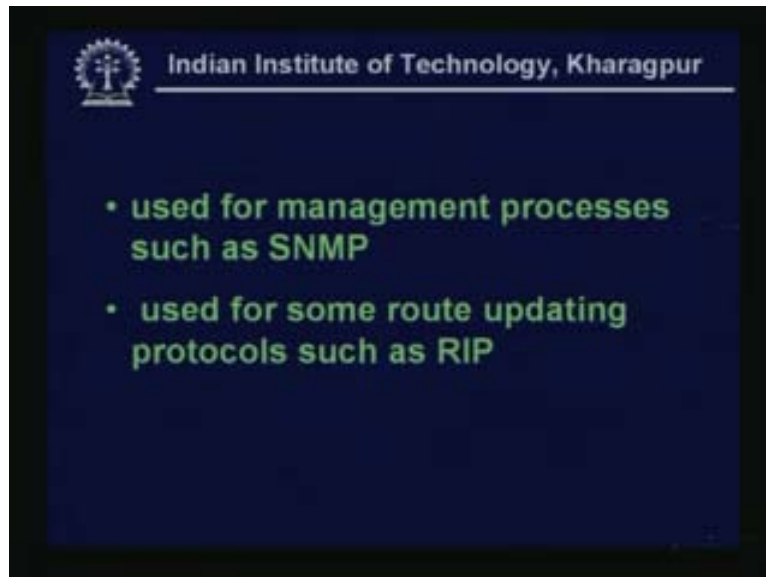 Indian Institute of Technology, Kharagpur
• used for management processes
such as SNMP
• used for some route updating
protocols such as RIP